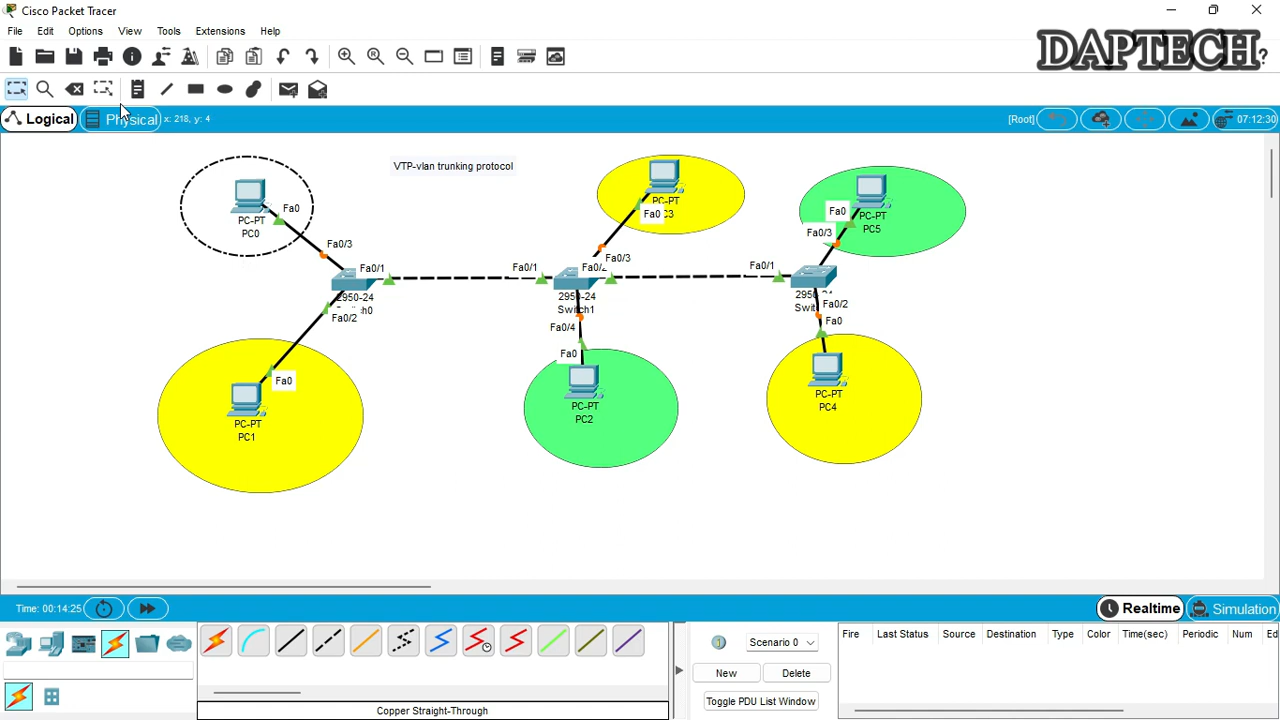 Cisco Packet Tracer
File Edit Options View Tools Extensions Help
DAPTECH
?
Logical
Physical
x: 218, y: 4
[Root]
07:12:30
VTP-vlan trunking protocol
PC-PT
PC0
Fa0
Fa0/3
Fa0/1
2950-24
Fa0/2
Fa0
PC-PT
PC1
Fa0/1
Fa0/2
Fa0/3
2950-24
Switch1
Fa0/4
Fa0
PC-PT
PC2
PC-PT
Fa0
Fa0/1
Fa0/3
Fa0
PC-PT
PC5
Fa0/2
Fa0
PC-PT
PC4
Time: 00:14:25
Realtime
Simulation
Scenario 0
New
Delete
Toggle PDU List Window
Fire Last Status Source Destination Type Color Time(sec) Periodic Num Ed
Copper Straight-Through